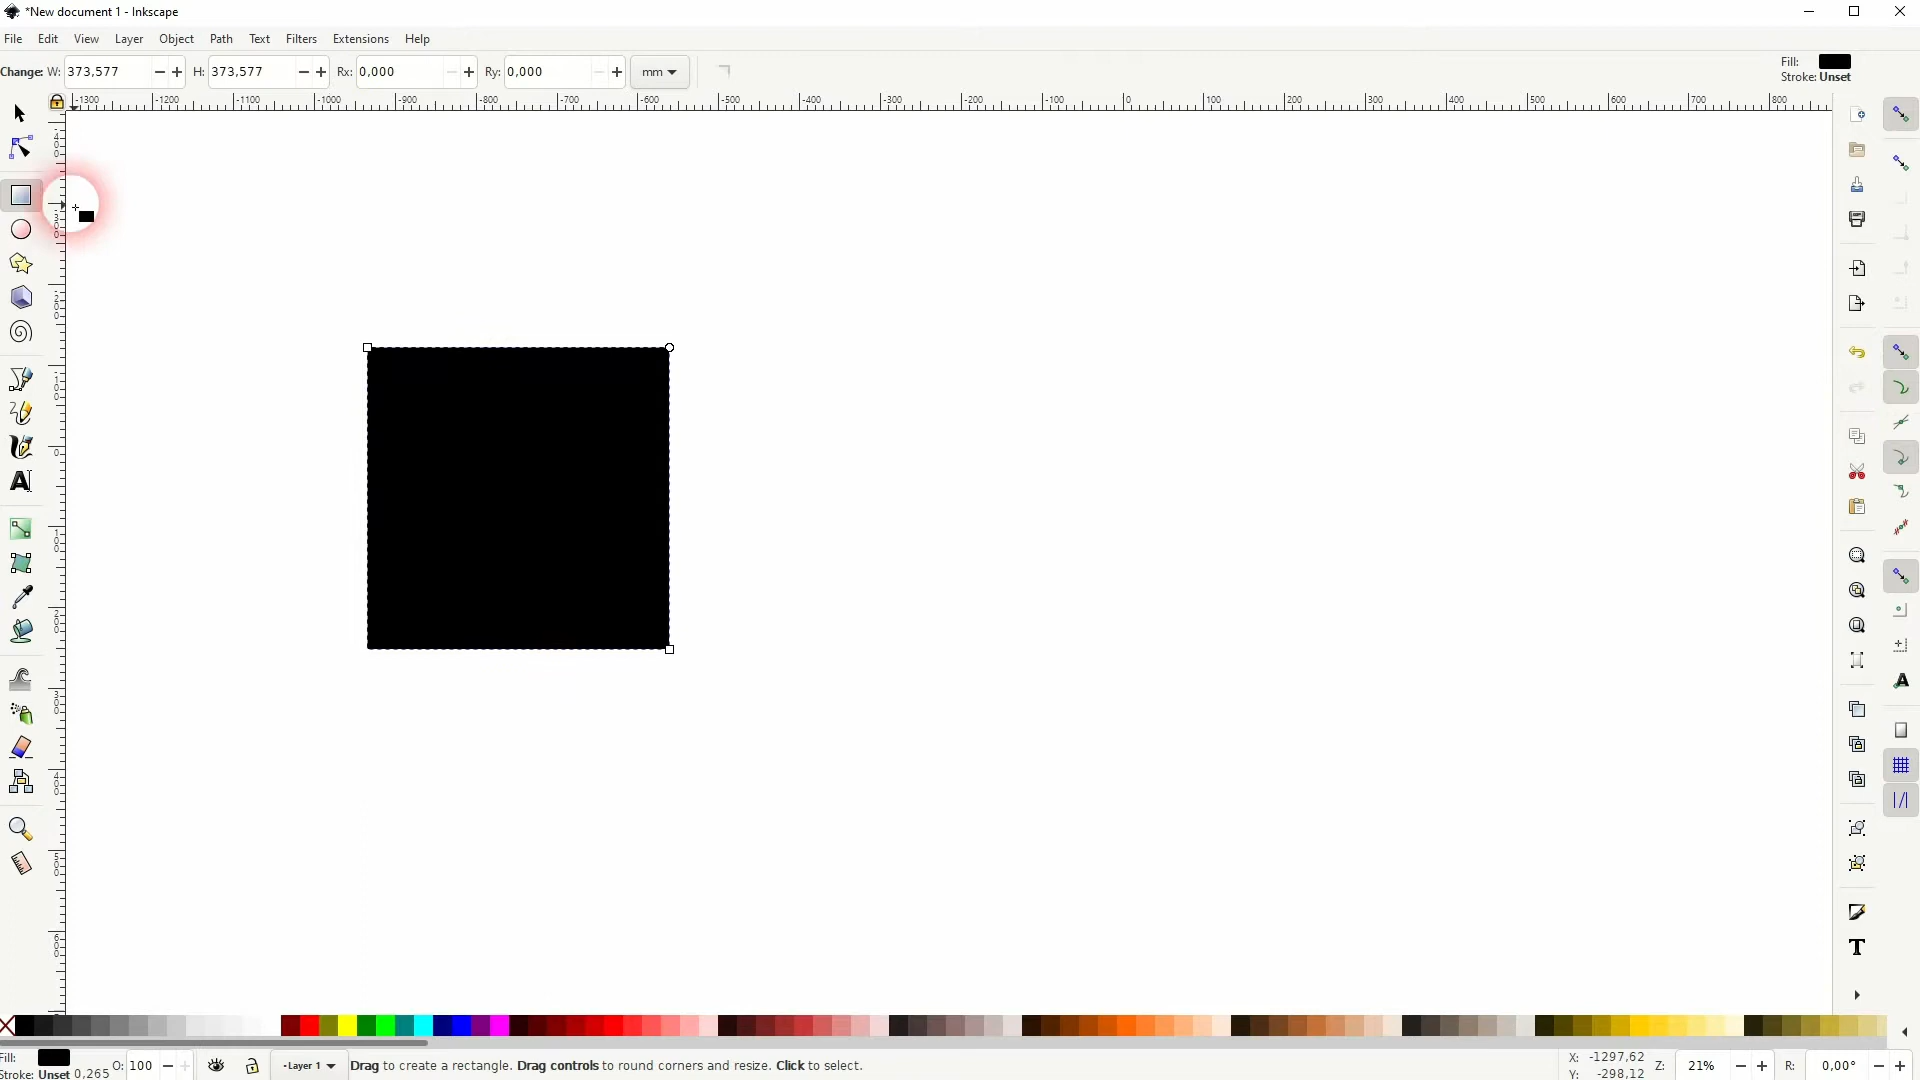 *New document 1 - Inkscape
File Edit View Layer Object Path Text Filters Extensions Help
Change: W: 373,577 H: 373,577 Rx: 0,000 Ry: 0,000 mm
Fill:
Stroke: Unset
-1300 -1200 -1100 -1000 -900 -800 -700 -600 -500 -400 -300 -200 -100 0 100 200 300 400 500 600 700 800
Fill:
Stroke: Unset 0,265
O: 100
-Layer 1
Drag to create a rectangle. Drag controls to round corners and resize. Click to select.
X: -1297,62
Y: -298,12
Z: 21%
R: 0,00°